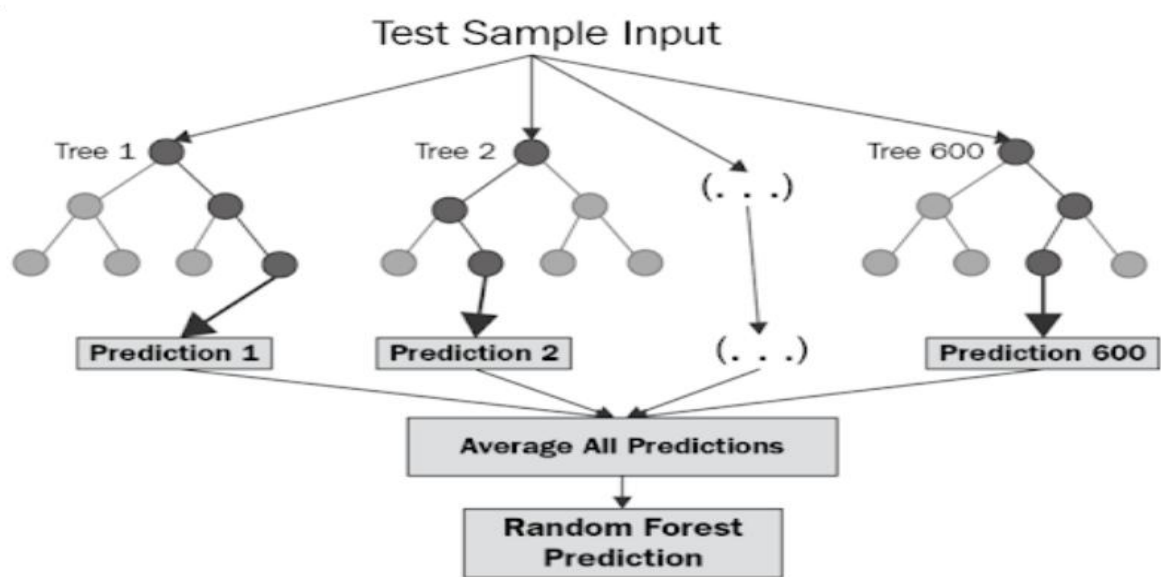 Test Sample Input
Tree 1
Tree 2
Tree 600
(. . .)
Prediction 1
Prediction 2
(. . .)
Prediction 600
Average All Predictions
Random Forest
Prediction